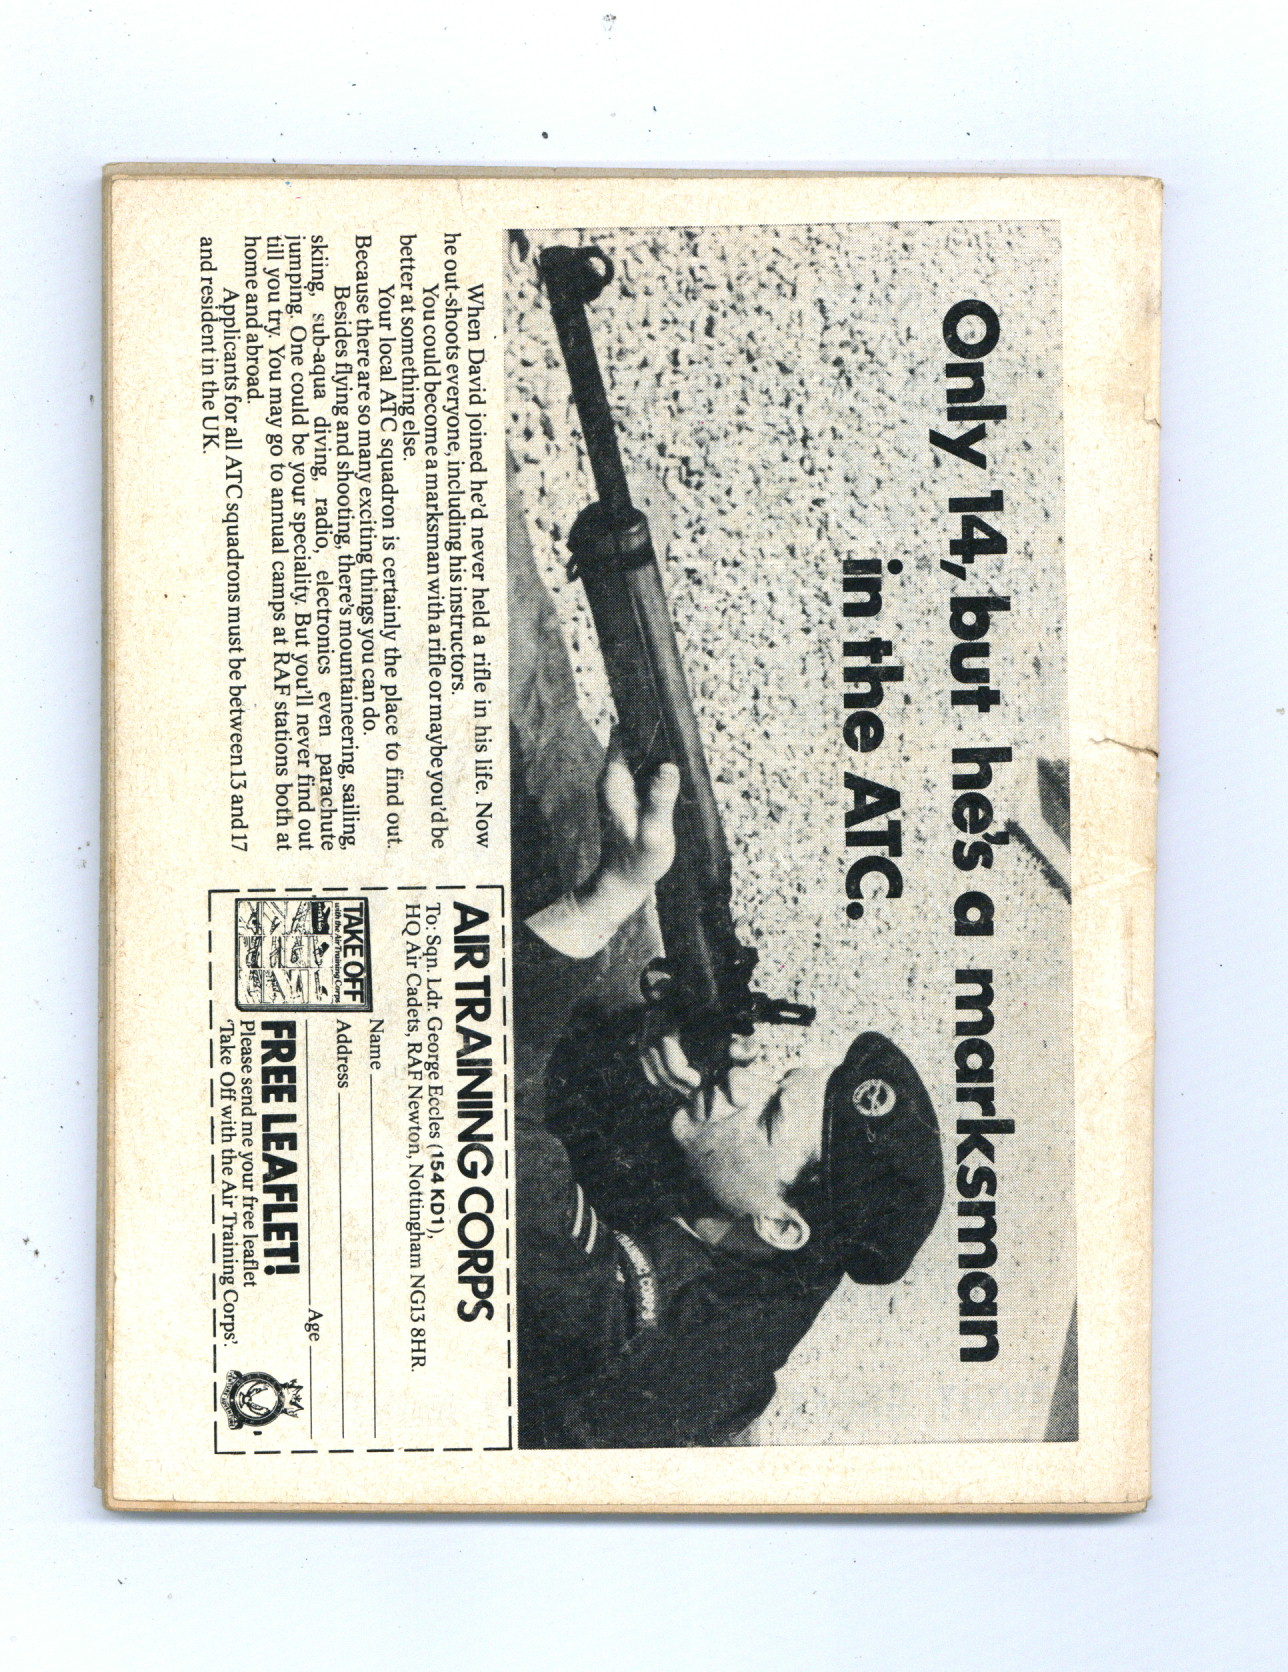 Only 14, but he's a marksman
in the ATC.
When David joined he'd never held a rifle in his life. Now
he out-shoots everyone, including his instructors.
You could become a marksman with a rifle or maybe you'd be
better at something else.
Your local ATC squadron is certainly the place to find out.
Because there are so many exciting things you can do.
Besides flying and shooting, there's mountaineering, sailing,
skiing, sub-aqua diving, radio, electronics even parachute
jumping. One could be your speciality. But you'll never find out
till you try. You may go to annual camps at RAF stations both at
home and abroad.
Applicants for all ATC squadrons must be between 13 and 17
and resident in the UK.
AIR TRAINING CORPS
To: Sqn. Ldr. George Eccles (154 KD1),
HQ Air Cadets, RAF Newton, Nottingham NG13 8HR.
Name
Address
Age
TAKE OFF
with the Air Training Corps
FREE LEAFLET!
Please send me your free leaflet
'Take Off with the Air Training Corps'.